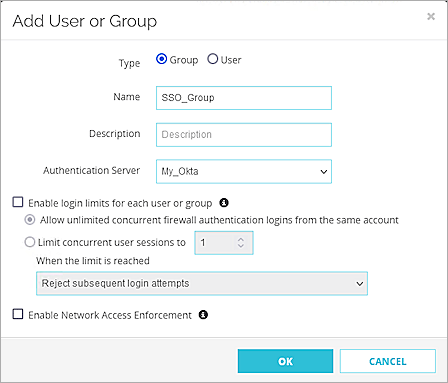 Add User or Group ×
Type Group User
Name SSO_Group
Description Description
Authentication Server My_Okta
Enable login limits for each user or group
Allow unlimited concurrent firewall authentication logins from the same account
Limit concurrent user sessions to 1
When the limit is reached
Reject subsequent login attempts
Enable Network Access Enforcement
OK CANCEL